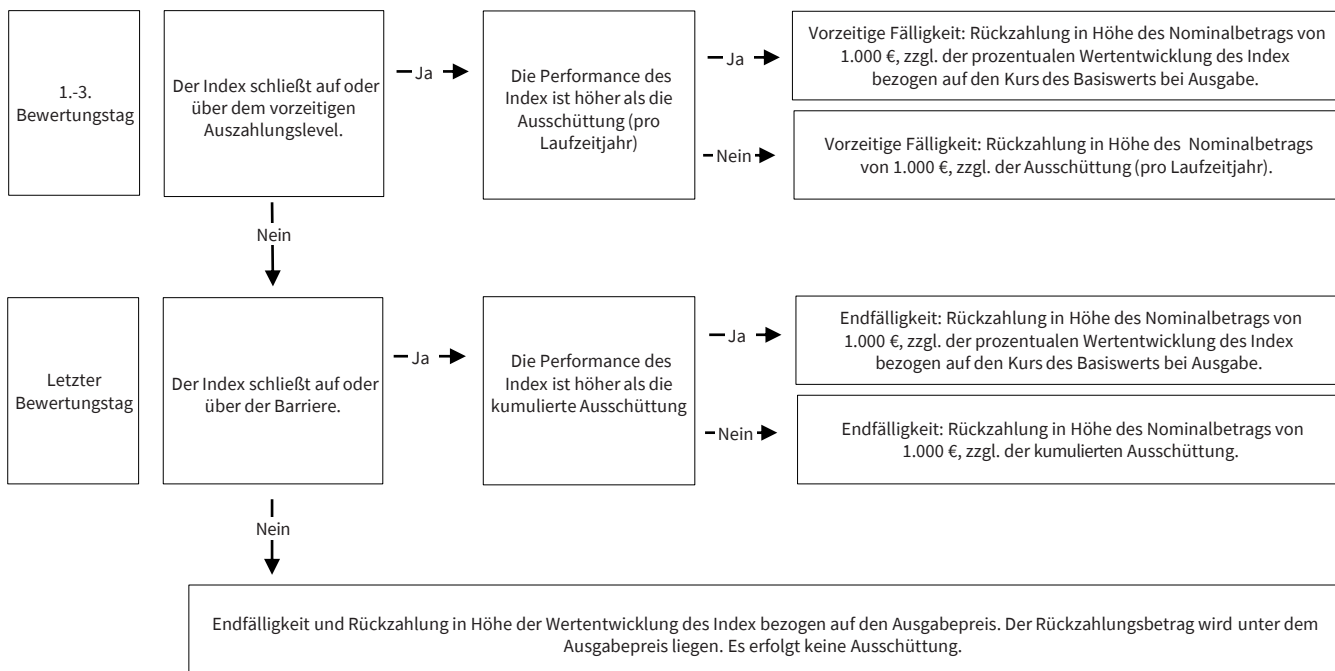 1.-3.
Bewertungstag
Der Index schließt auf oder
über dem vorzeitigen
Auszahlungslevel.
Ja
Die Performance des
Index ist höher als die
Ausschüttung (pro
Laufzeitjahr)
Ja
Vorzeitige Fälligkeit: Rückzahlung in Höhe des Nominalbetrags von
1.000 €, zzgl. der prozentualen Wertentwicklung des Index
bezogen auf den Kurs des Basiswerts bei Ausgabe.
Nein
Vorzeitige Fälligkeit: Rückzahlung in Höhe des Nominalbetrags
von 1.000 €, zzgl. der Ausschüttung (pro Laufzeitjahr).
Nein
Letzter
Bewertungstag
Der Index schließt auf oder
über der Barriere.
Ja
Die Performance des
Index ist höher als die
kumulierte Ausschüttung
Ja
Endfälligkeit: Rückzahlung in Höhe des Nominalbetrags von
1.000 €, zzgl. der prozentualen Wertentwicklung des Index
bezogen auf den Kurs des Basiswerts bei Ausgabe.
Nein
Endfälligkeit: Rückzahlung in Höhe des Nominalbetrags von
1.000 €, zzgl. der kumulierten Ausschüttung.
Nein
Endfälligkeit und Rückzahlung in Höhe der Wertentwicklung des Index bezogen auf den Ausgabepreis. Der Rückzahlungsbetrag wird unter dem
Ausgabepreis liegen. Es erfolgt keine Ausschüttung.